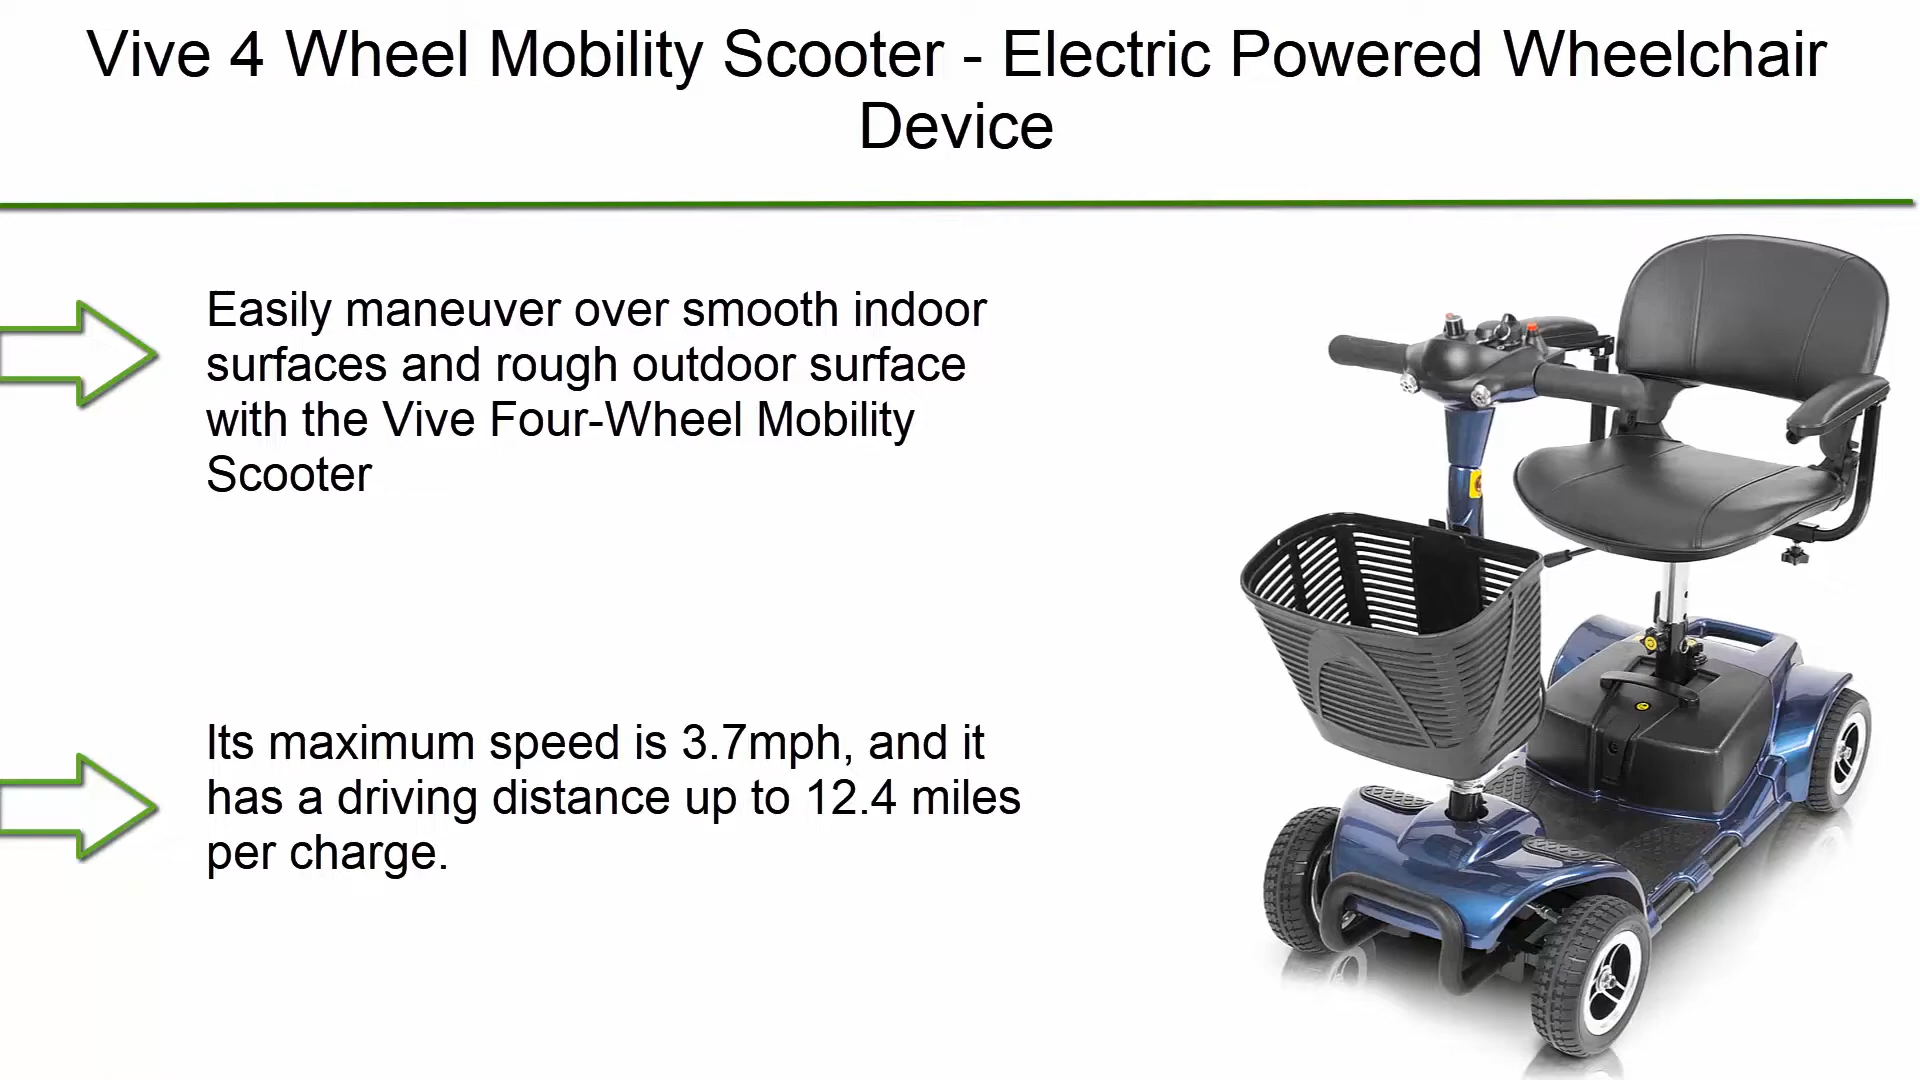 Vive 4 Wheel Mobility Scooter - Electric Powered Wheelchair
Device
Easily maneuver over smooth indoor
surfaces and rough outdoor surface
with the Vive Four-Wheel Mobility
Scooter
Its maximum speed is 3.7mph, and it
has a driving distance up to 12.4 miles
per charge.